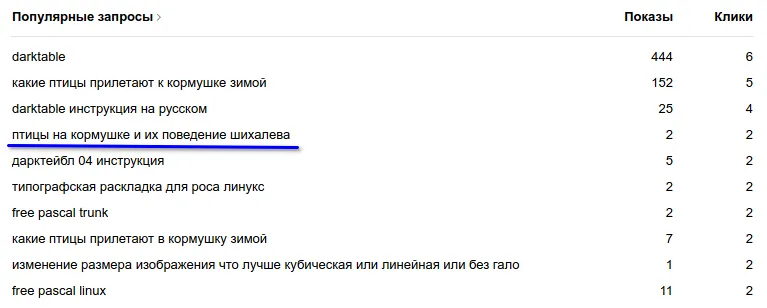 Популярные запросы › Показы Клики
darktable 444 6
какие птицы прилетают к кормушке зимой 152 5
darktable инструкция на русском 25 4
птицы на кормушке и их поведение шихалева 2 2
дарктейбл 04 инструкция 5 2
типографская раскладка для роса линукс 2 2
free pascal trunk 2 2
какие птицы прилетают в кормушку зимой 7 2
изменение размера изображения что лучше кубическая или линейная или без гало 1 2
free pascal linux 11 2